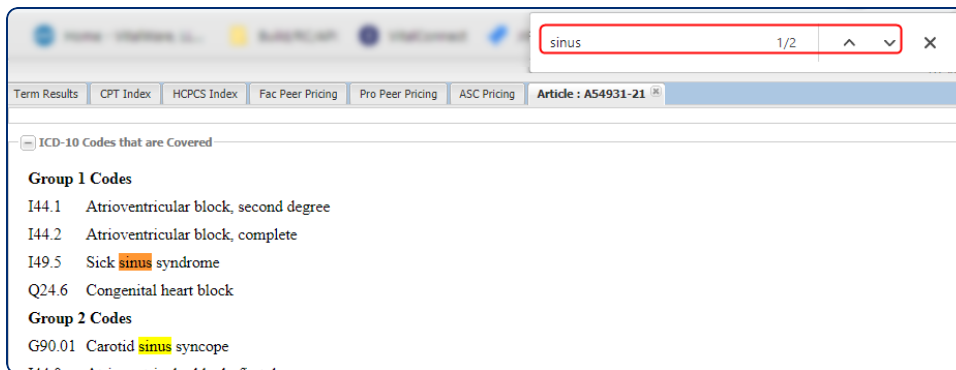 sinus 1/2
Term Results CPT Index HCPCS Index Fac Peer Pricing Pro Peer Pricing ASC Pricing Article : A54931-21
ICD-10 Codes that are Covered
Group 1 Codes
I44.1 Atrioventricular block, second degree
I44.2 Atrioventricular block, complete
I49.5 Sick sinus syndrome
Q24.6 Congenital heart block
Group 2 Codes
G90.01 Carotid sinus syncope